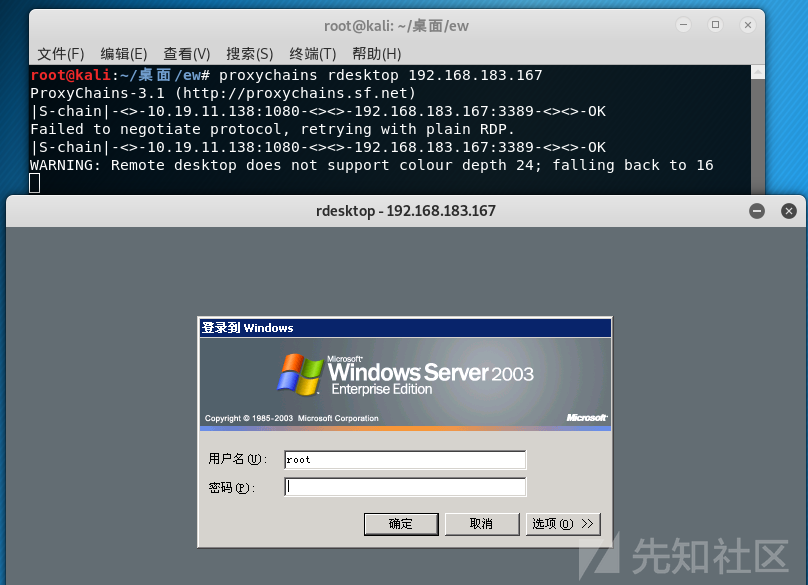 root@kali: ~/桌面/ew
文件(F) 编辑(E) 查看(V) 搜索(S) 终端(T) 帮助(H)
root@kali:~/桌面/ew# proxychains rdesktop 192.168.183.167
ProxyChains-3.1 (http://proxychains.sf.net)
|S-chain|-<>-10.19.11.138:1080-<><>-192.168.183.167:3389-<><>-OK
Failed to negotiate protocol, retrying with plain RDP.
|S-chain|-<>-10.19.11.138:1080-<><>-192.168.183.167:3389-<><>-OK
WARNING: Remote desktop does not support colour depth 24; falling back to 16
rdesktop - 192.168.183.167
登录到 Windows
Microsoft
Windows Server 2003
Enterprise Edition
Copyright © 1985-2003 Microsoft Corporation Microsoft
用户名(U): root
密码(P):
确定 取消 选项(O) >>
先知社区